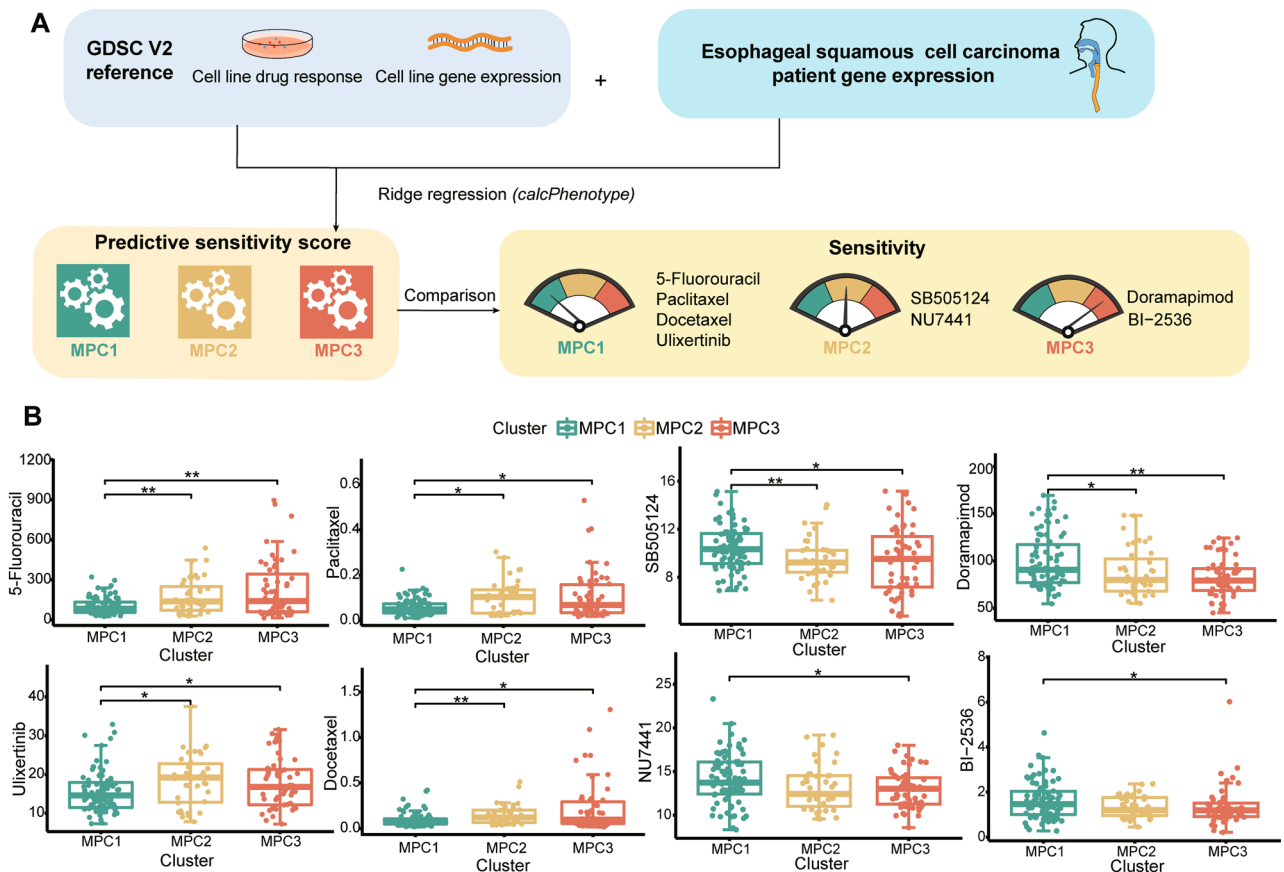 A
GDSC V2
reference
Cell line drug response
Cell line gene expression
+
Esophageal squamous cell carcinoma
patient gene expression
Ridge regression (calcPhenotype)
Predictive sensitivity score
MPC1
MPC2
MPC3
Comparison
Sensitivity
MPC1
5-Fluorouracil
Paclitaxel
Docetaxel
Ulixertinib
MPC2
SB505124
NU7441
MPC3
Doramapimod
BI−2536
B
Cluster MPC1 MPC2 MPC3
5-Fluorouracil
1200
900
600
300
0
**
**
MPC1 MPC2 MPC3
Cluster
Paclitaxel
0.6
0.4
0.2
0.0
*
*
MPC1 MPC2 MPC3
Cluster
SB505124
16
12
8
*
**
MPC1 MPC2 MPC3
Cluster
Doramapimod
200
150
100
50
**
*
MPC1 MPC2 MPC3
Cluster
Ulixertinib
40
30
20
10
*
*
MPC1 MPC2 MPC3
Cluster
Docetaxel
1.5
1.0
0.5
0.0
*
**
MPC1 MPC2 MPC3
Cluster
NU7441
25
20
15
10
*
MPC1 MPC2 MPC3
Cluster
BI−2536
8
6
4
2
0
*
MPC1 MPC2 MPC3
Cluster